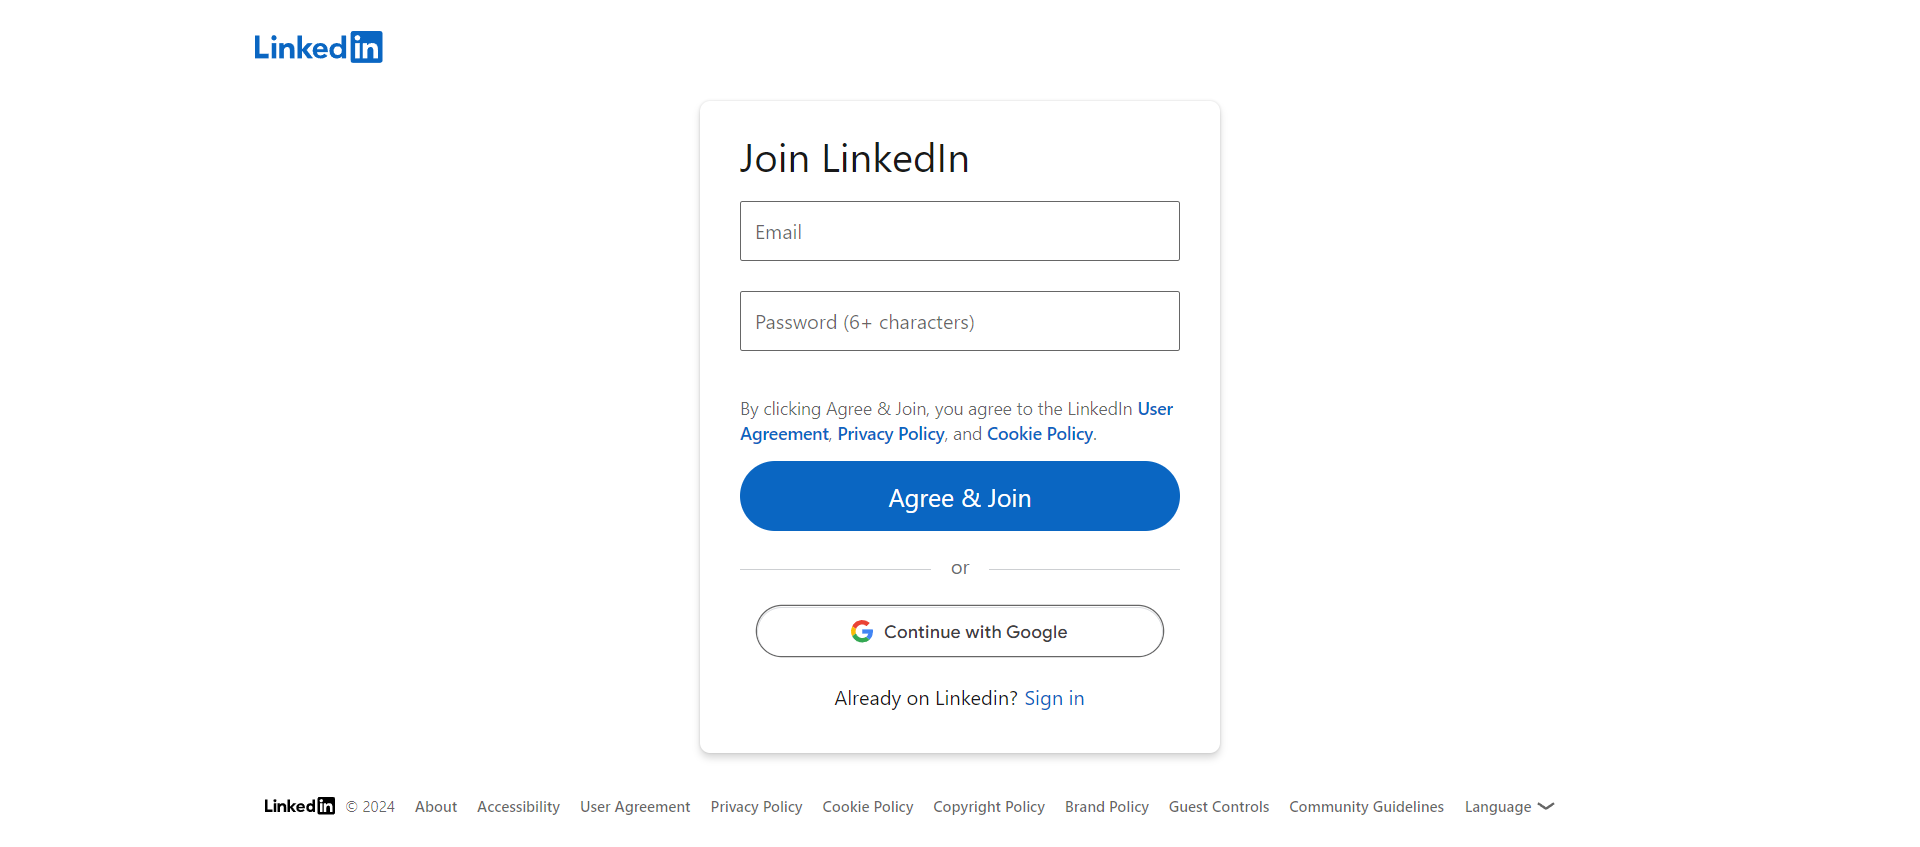 Linkedin
Join LinkedIn
Email
Password (6+ characters)
By clicking Agree & Join, you agree to the LinkedIn User
Agreement, Privacy Policy, and Cookie Policy.
Agree & Join
or
Continue with Google
Already on Linkedin? Sign in
Linkedin © 2024 About Accessibility User Agreement Privacy Policy Cookie Policy Copyright Policy Brand Policy Guest Controls Community Guidelines Language